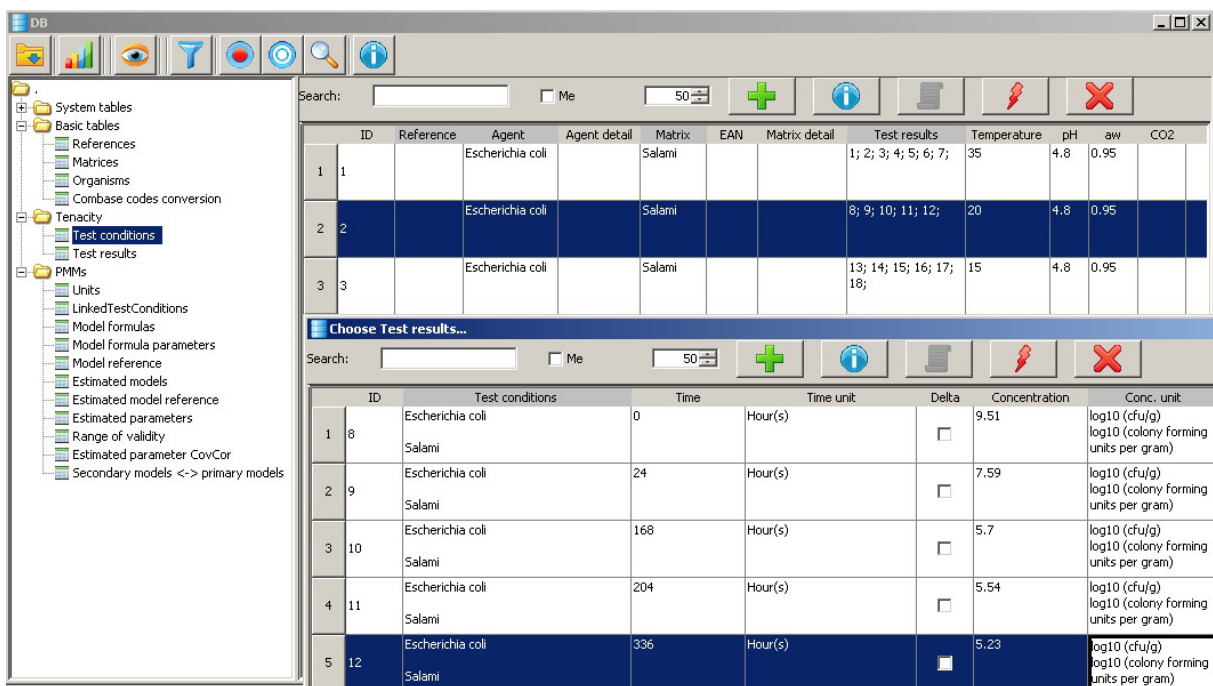 DB
.
System tables
Basic tables
References
Matrices
Organisms
Combase codes conversion
Tenacity
Test conditions
Test results
PMMs
Units
LinkedTestConditions
Model formulas
Model formula parameters
Model reference
Estimated models
Estimated model reference
Estimated parameters
Range of validity
Estimated parameter CovCor
Secondary models <-> primary models
Search: Me 50
ID Reference Agent Agent detail Matrix EAN Matrix detail Test results Temperature pH aw CO2
1 1 Escherichia coli Salami 1; 2; 3; 4; 5; 6; 7; 35 4.8 0.95
2 2 Escherichia coli Salami 8; 9; 10; 11; 12; 20 4.8 0.95
3 3 Escherichia coli Salami 13; 14; 15; 16; 17; 15 4.8 0.95
18;
Choose Test results...
Search: Me 50
ID Test conditions Time Time unit Delta Concentration Conc. unit
Escherichia coli 0 Hour(s) 9.51 log10 (cfu/g)
1 8 log10 (colony forming
Salami units per gram)
Escherichia coli 24 Hour(s) 7.59 log10 (cfu/g)
2 9 log10 (colony forming
Salami units per gram)
Escherichia coli 168 Hour(s) 5.7 log10 (cfu/g)
3 10 log10 (colony forming
Salami units per gram)
Escherichia coli 204 Hour(s) 5.54 log10 (cfu/g)
4 11 log10 (colony forming
Salami units per gram)
Escherichia coli 336 Hour(s) 5.23 log10 (cfu/g)
5 12 log10 (colony forming
Salami units per gram)